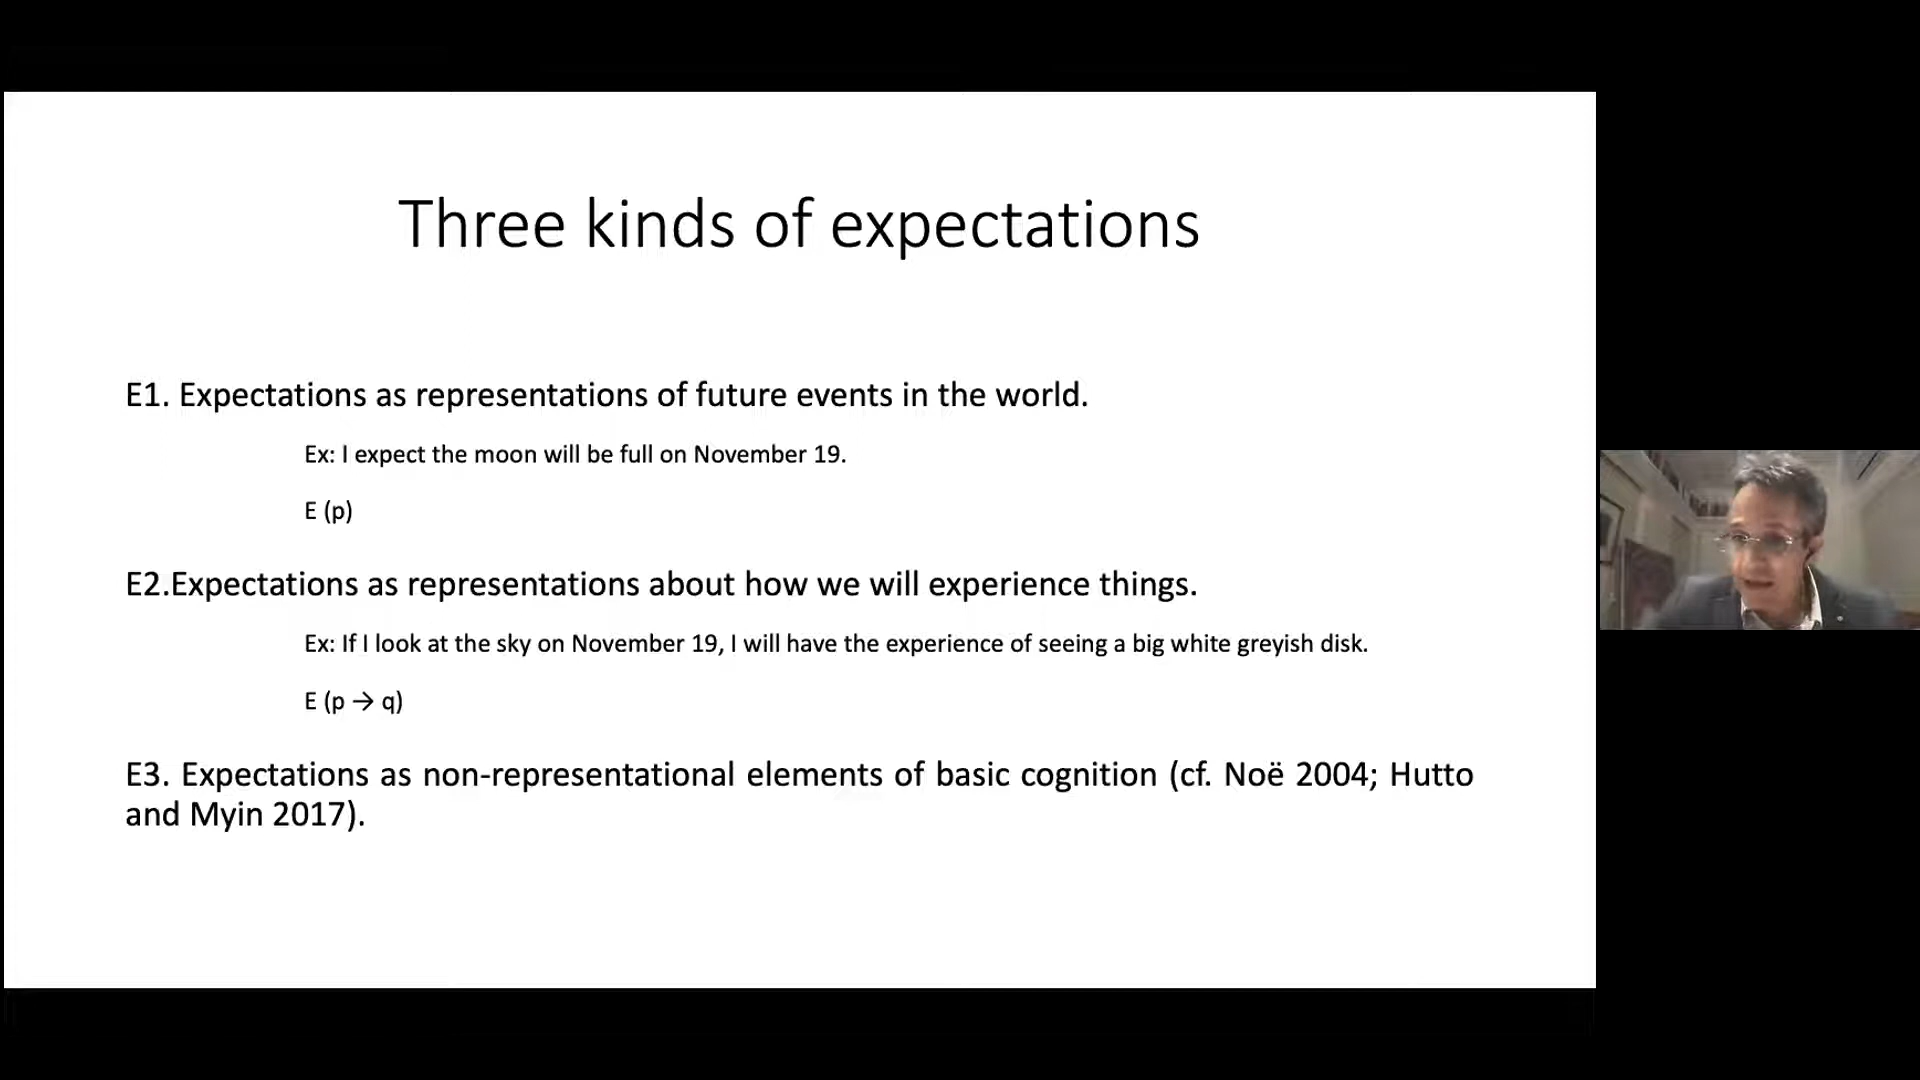 Three kinds of expectations
E1. Expectations as representations of future events in the world.
Ex: I expect the moon will be full on November 19.
E (p)
E2.Expectations as representations about how we will experience things.
Ex: If I look at the sky on November 19, I will have the experience of seeing a big white greyish disk.
E (p → q)
E3. Expectations as non-representational elements of basic cognition (cf. Noë 2004; Hutto
and Myin 2017).